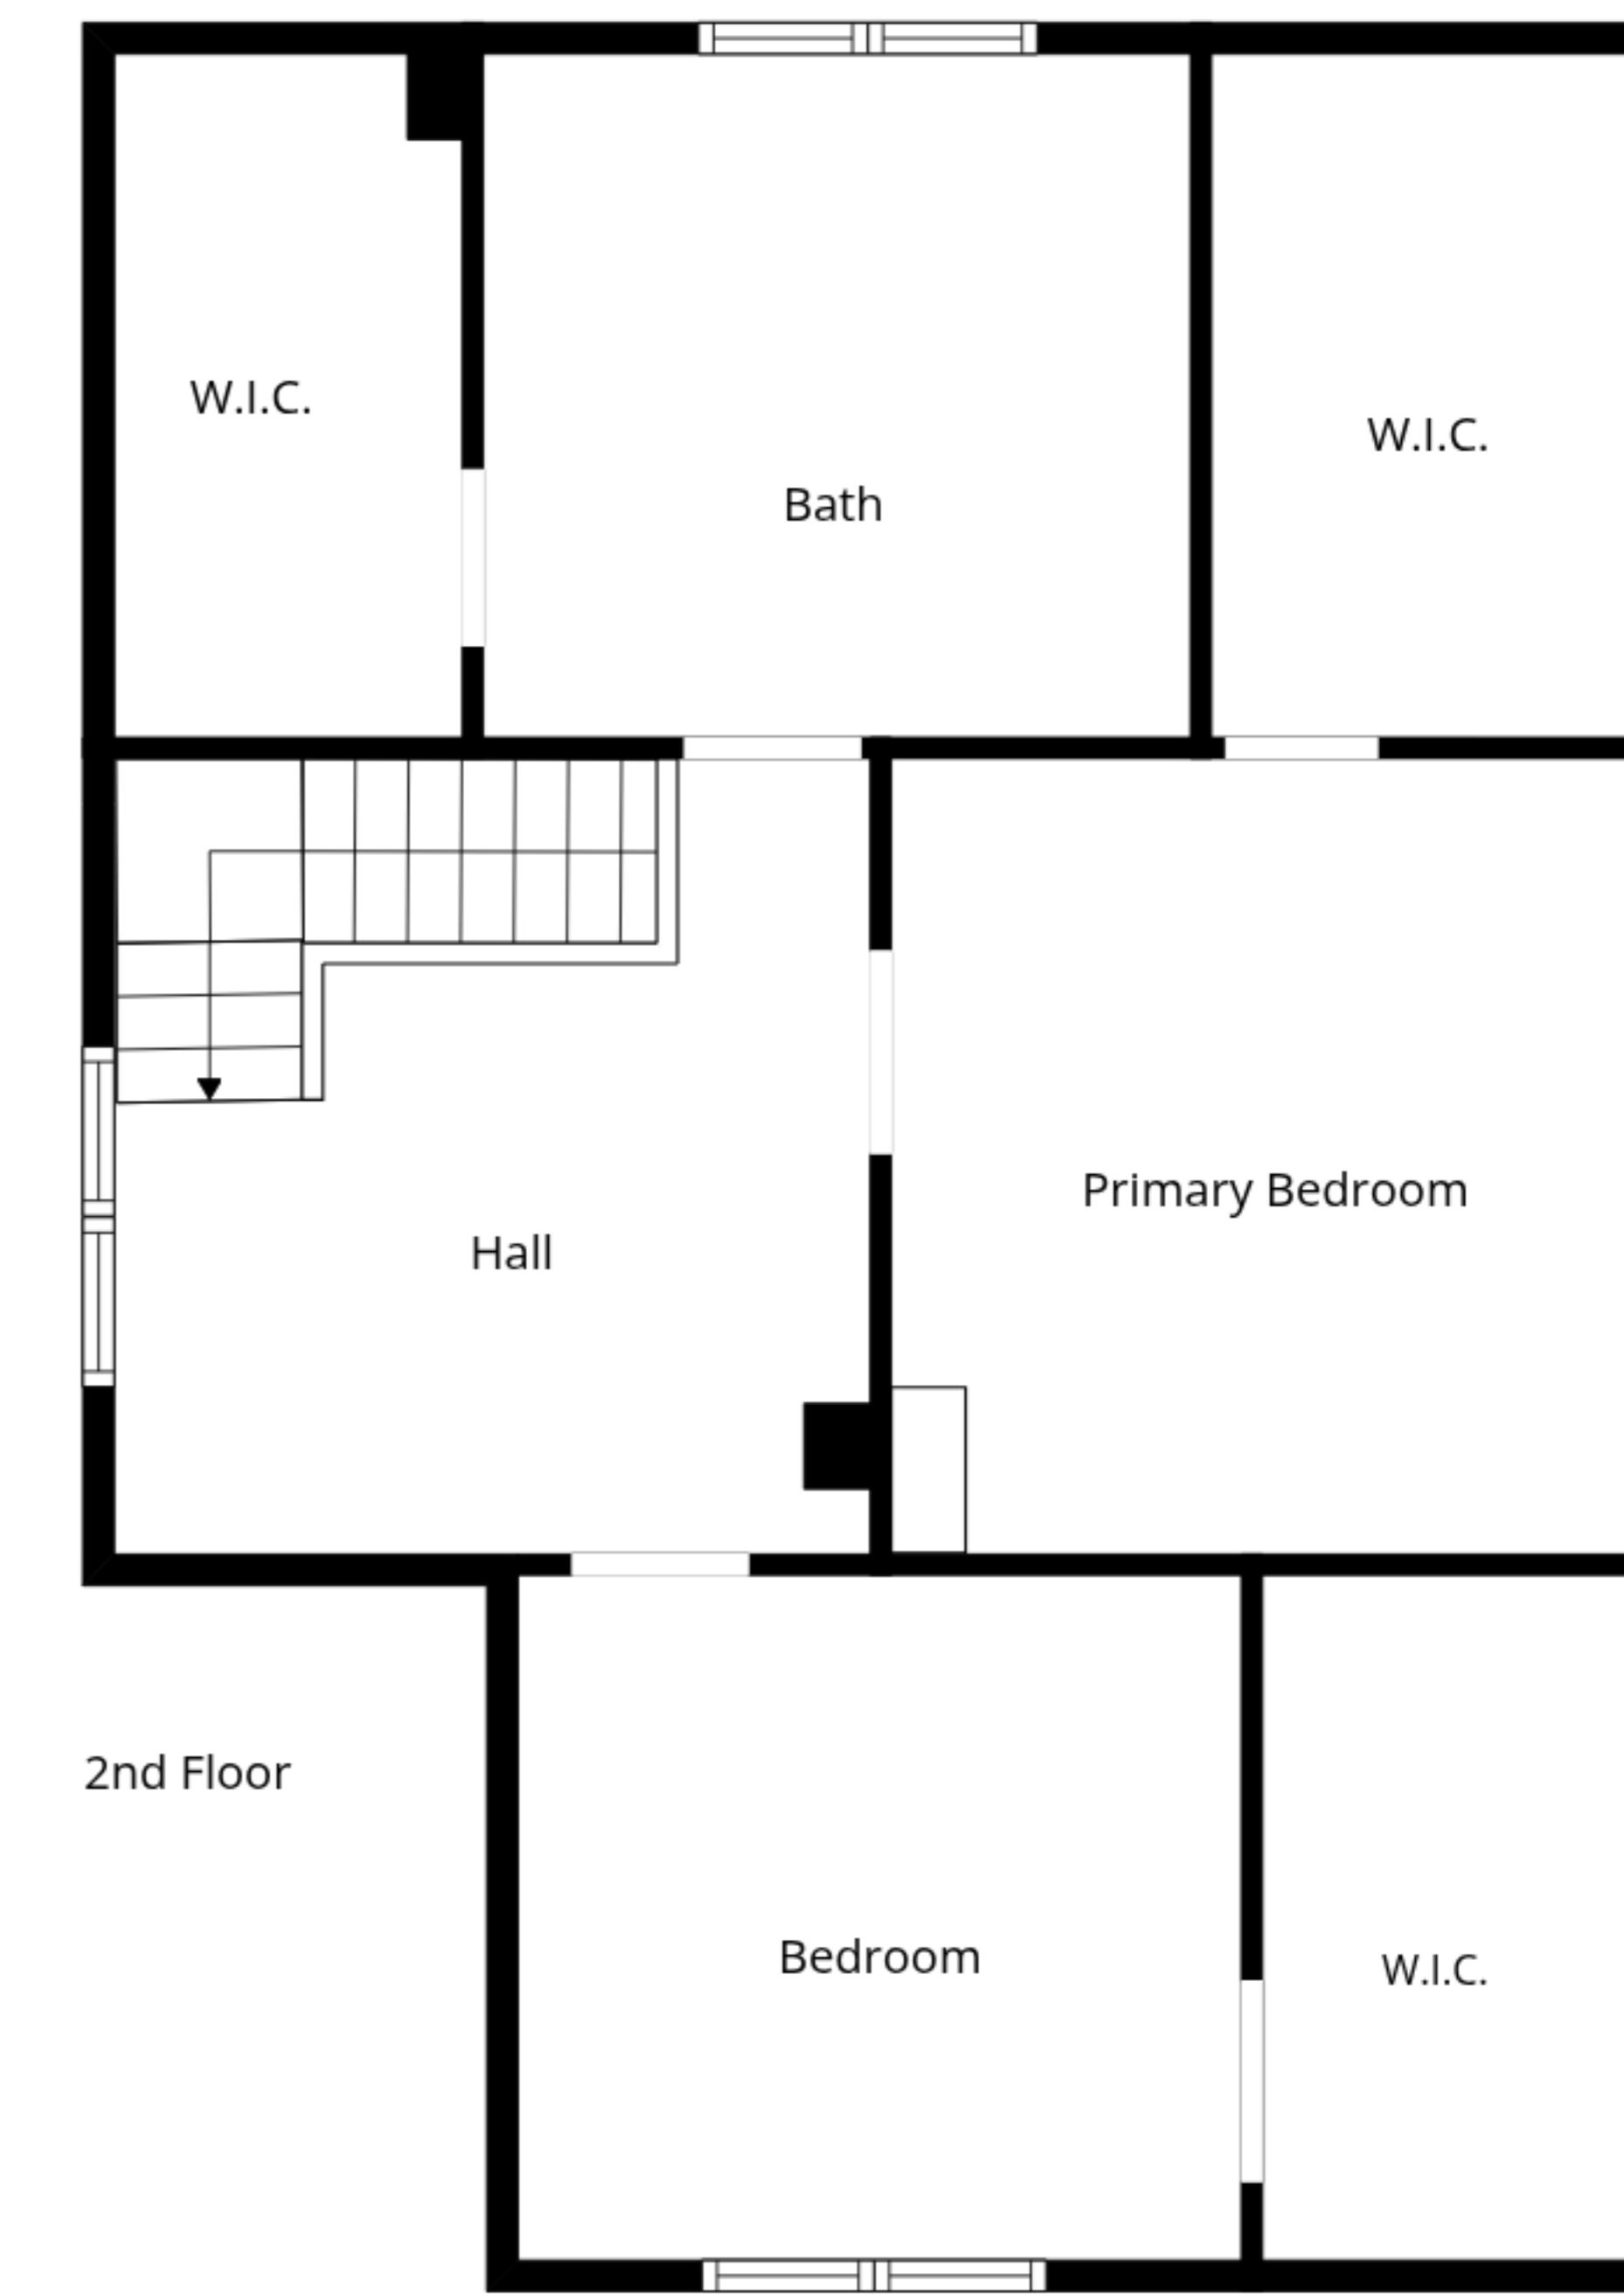 W.I.C.
W.I.C.
Bath
Primary Bedroom
Hall
2nd Floor
Bedroom
W.I.C.